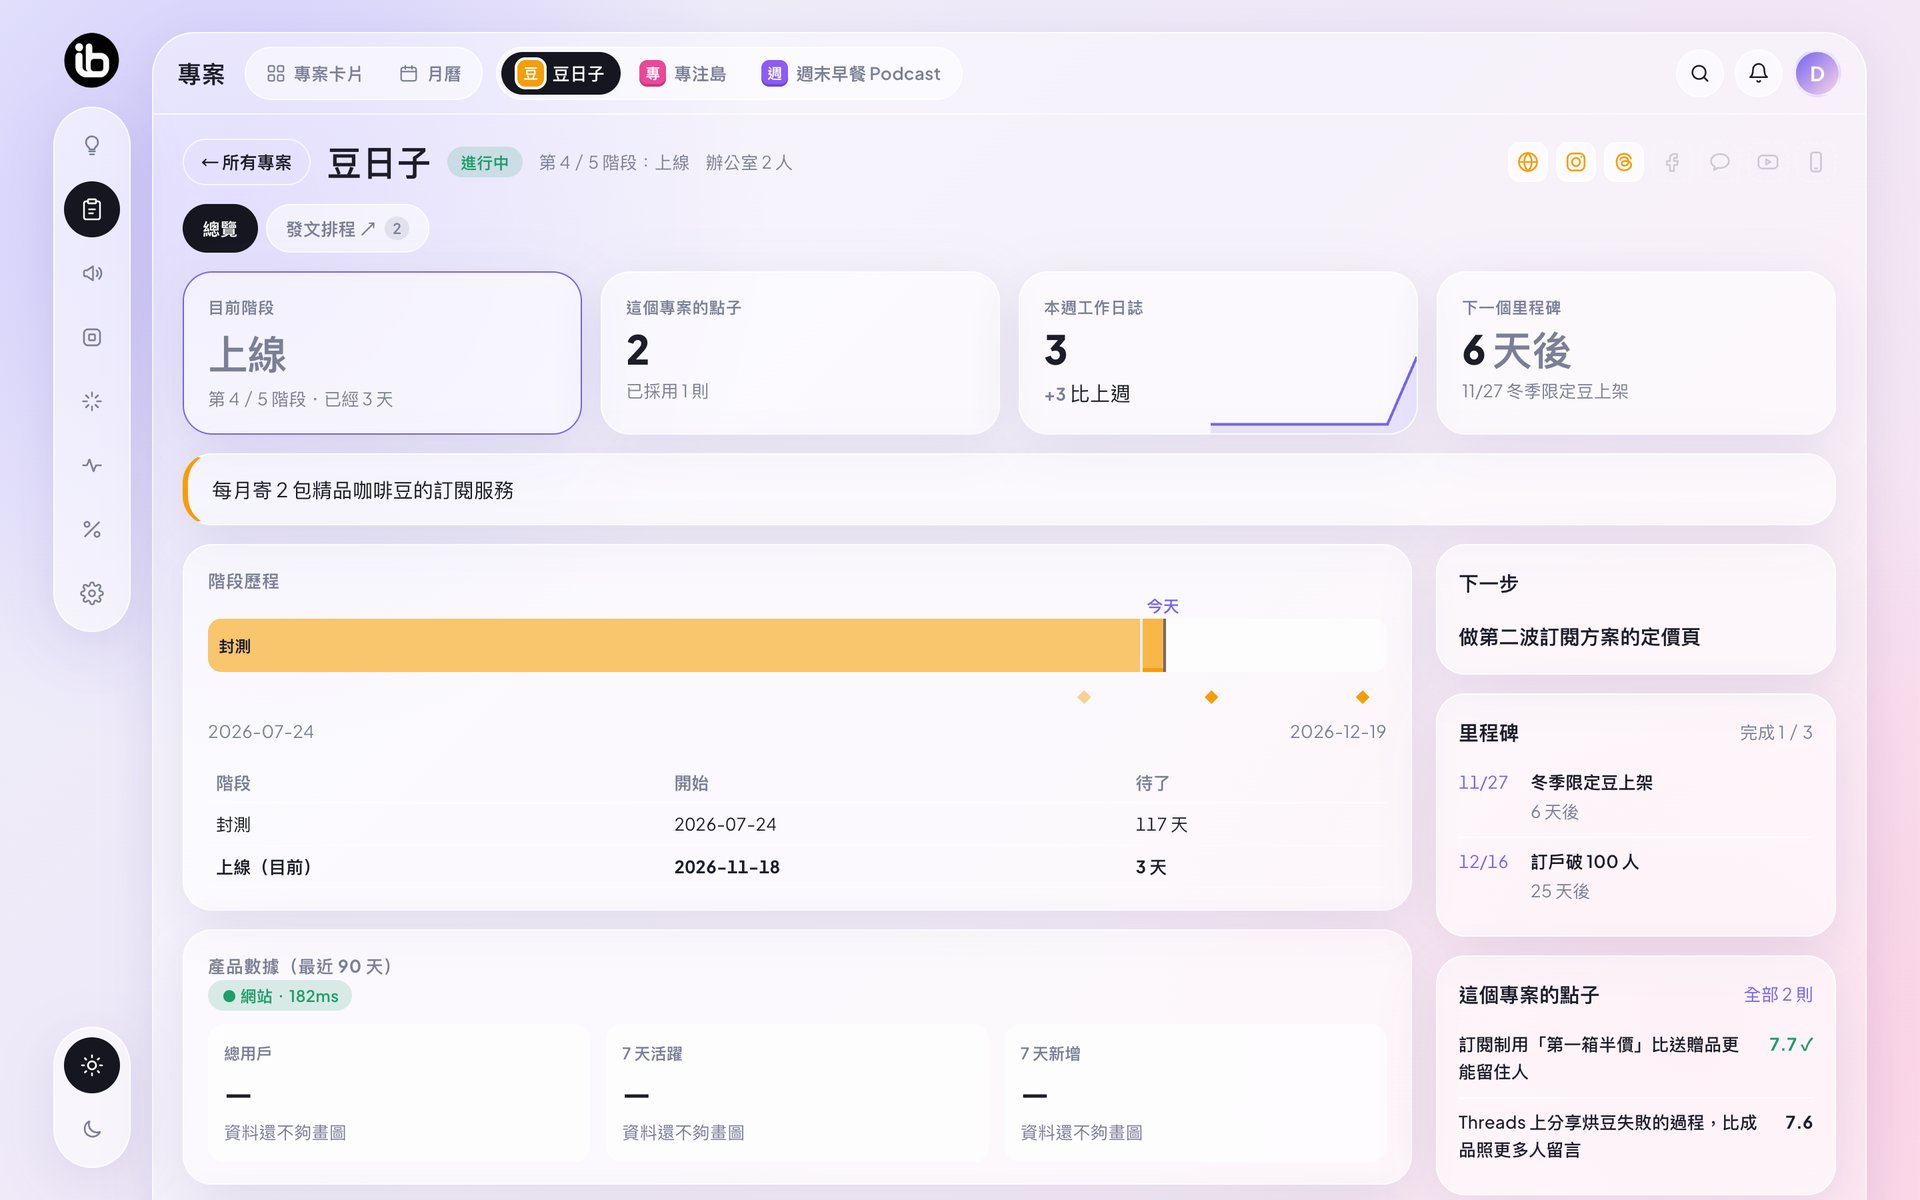 ib
專案
專案卡片
月曆
豆 豆日子
專 專注島
週 週末早餐 Podcast
D
← 所有專案
豆日子
進行中
第 4 / 5 階段：上線
辦公室 2 人
總覽
發文排程 ↗ 2
目前階段
上線
第 4 / 5 階段 · 已經 3 天
這個專案的點子
2
已採用 1 則
本週工作日誌
3
+3 比上週
下一個里程碑
6 天後
11/27 冬季限定豆上架
每月寄 2 包精品咖啡豆的訂閱服務
階段歷程
今天
封測
2026-07-24
2026-12-19
階段 開始 待了
封測 2026-07-24 117 天
上線（目前） 2026-11-18 3 天
下一步
做第二波訂閱方案的定價頁
里程碑
完成 1 / 3
11/27 冬季限定豆上架
6 天後
12/16 訂戶破 100 人
25 天後
產品數據（最近 90 天）
網站 · 182ms
總用戶
—
資料還不夠畫圖
7 天活躍
—
資料還不夠畫圖
7 天新增
—
資料還不夠畫圖
這個專案的點子
全部 2 則
訂閱制用「第一箱半價」比送贈品更 7.7 ✓
能留住人
Threads 上分享烘豆失敗的過程，比成 7.6
品照更多人留言